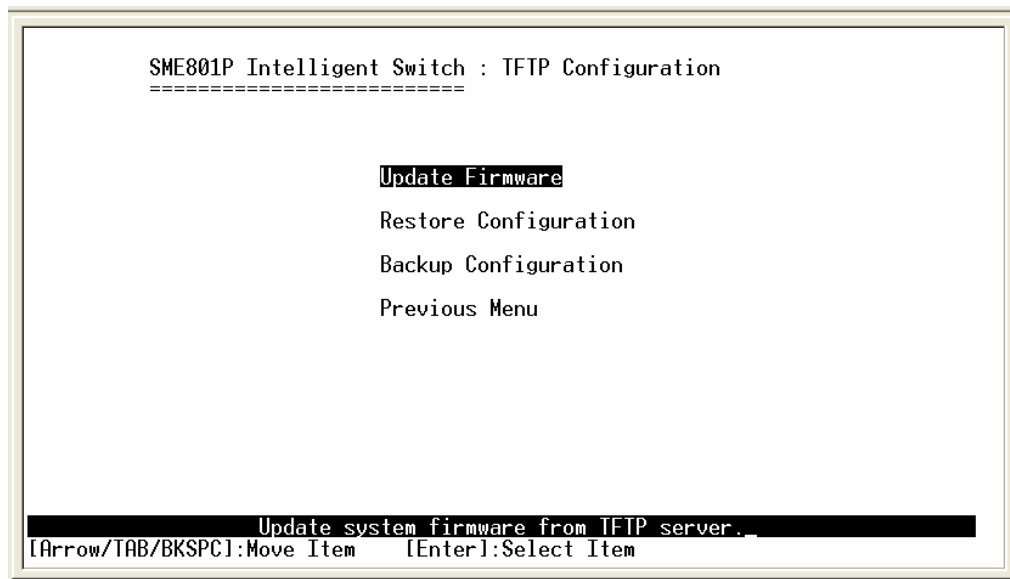 SME801P Intelligent Switch : TFTP Configuration
==========================
Update Firmware
Restore Configuration
Backup Configuration
Previous Menu
Update system firmware from TFTP server._
[Arrow/TAB/BKSPC]:Move Item [Enter]:Select Item